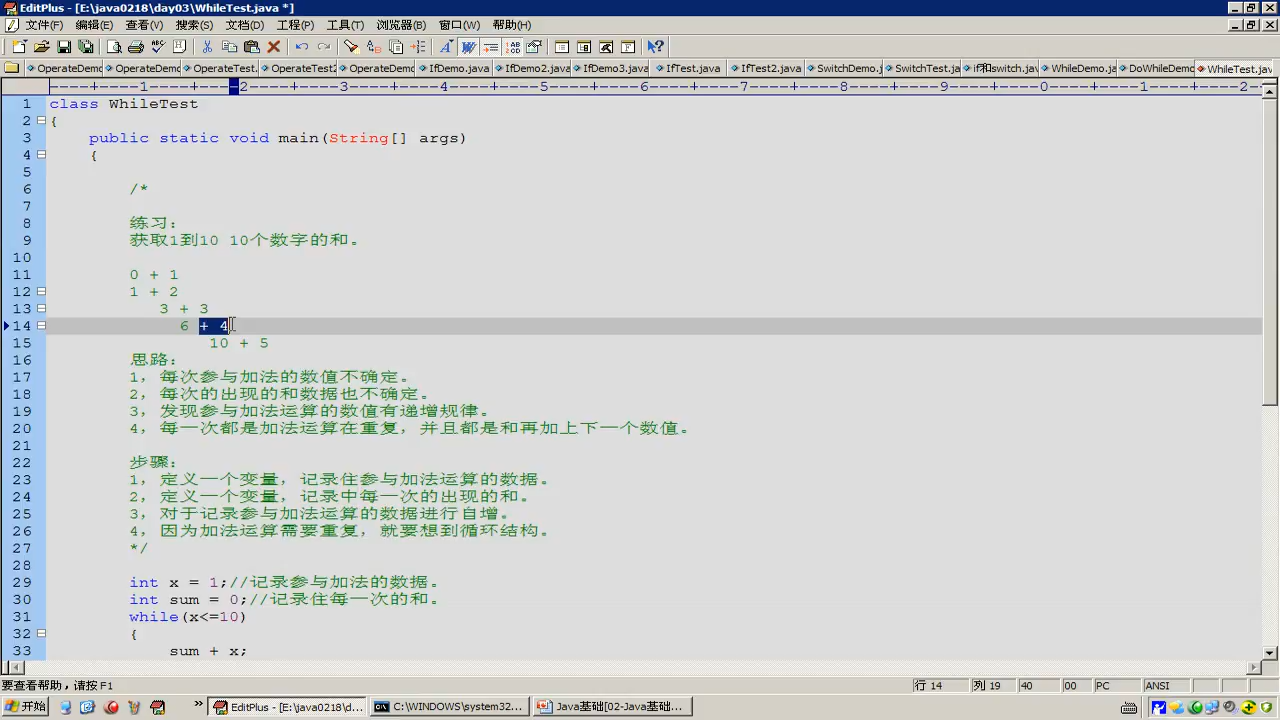 EditPlus - [E:\java0218\day03\WhileTest.java *]
文件(F) 编辑(E) 查看(V) 搜索(S) 文档(D) 工程(P) 工具(T) 浏览器(B) 窗口(W) 帮助(H)
OperateDemo OperateDemo OperateTest. OperateTest2 OperateDemo IfDemo.java IfDemo2.java IfDemo3.java IfTest.java IfTest2.java SwitchDemo.j SwitchTest.ja if和switch.jav WhileDemo.ja DoWhileDemo WhileTest.jav
1 class WhileTest
2 {
3 public static void main(String[] args)
4 {
5
6 /*
7
8 练习：
9 获取1到10 10个数字的和。
10
11 0 + 1
12 1 + 2
13 3 + 3
14 6 + 4
15 10 + 5
16 思路：
17 1，每次参与加法的数值不确定。
18 2，每次的出现的和数据也不确定。
19 3，发现参与加法运算的数值有递增规律。
20 4，每一次都是加法运算在重复，并且都是和再加上下一个数值。
21
22 步骤：
23 1，定义一个变量，记录住参与加法运算的数据。
24 2，定义一个变量，记录中每一次的出现的和。
25 3，对于记录参与加法运算的数据进行自增。
26 4，因为加法运算需要重复，就要想到循环结构。
27 */
28
29 int x = 1;//记录参与加法的数据。
30 int sum = 0;//记录住每一次的和。
31 while(x<=10)
32 {
33 sum + x;
要查看帮助，请按 F1 行 14 列 19 40 00 PC ANSI
开始 EditPlus - [E:\java0218\d... C:\WINDOWS\system32... Java基础[02-Java基础...